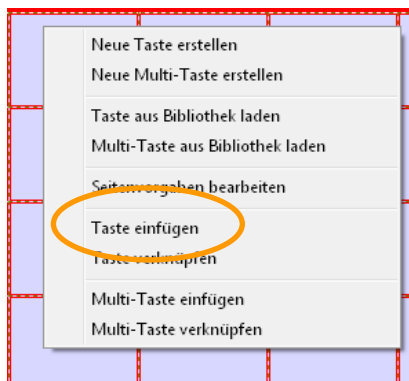 Neue Taste erstellen
Neue Multi-Taste erstellen
Taste aus Bibliothek laden
Multi-Taste aus Bibliothek laden
Seitenvorgaben bearbeiten
Taste einfügen
Taste verknüpfen
Multi-Taste einfügen
Multi-Taste verknüpfen